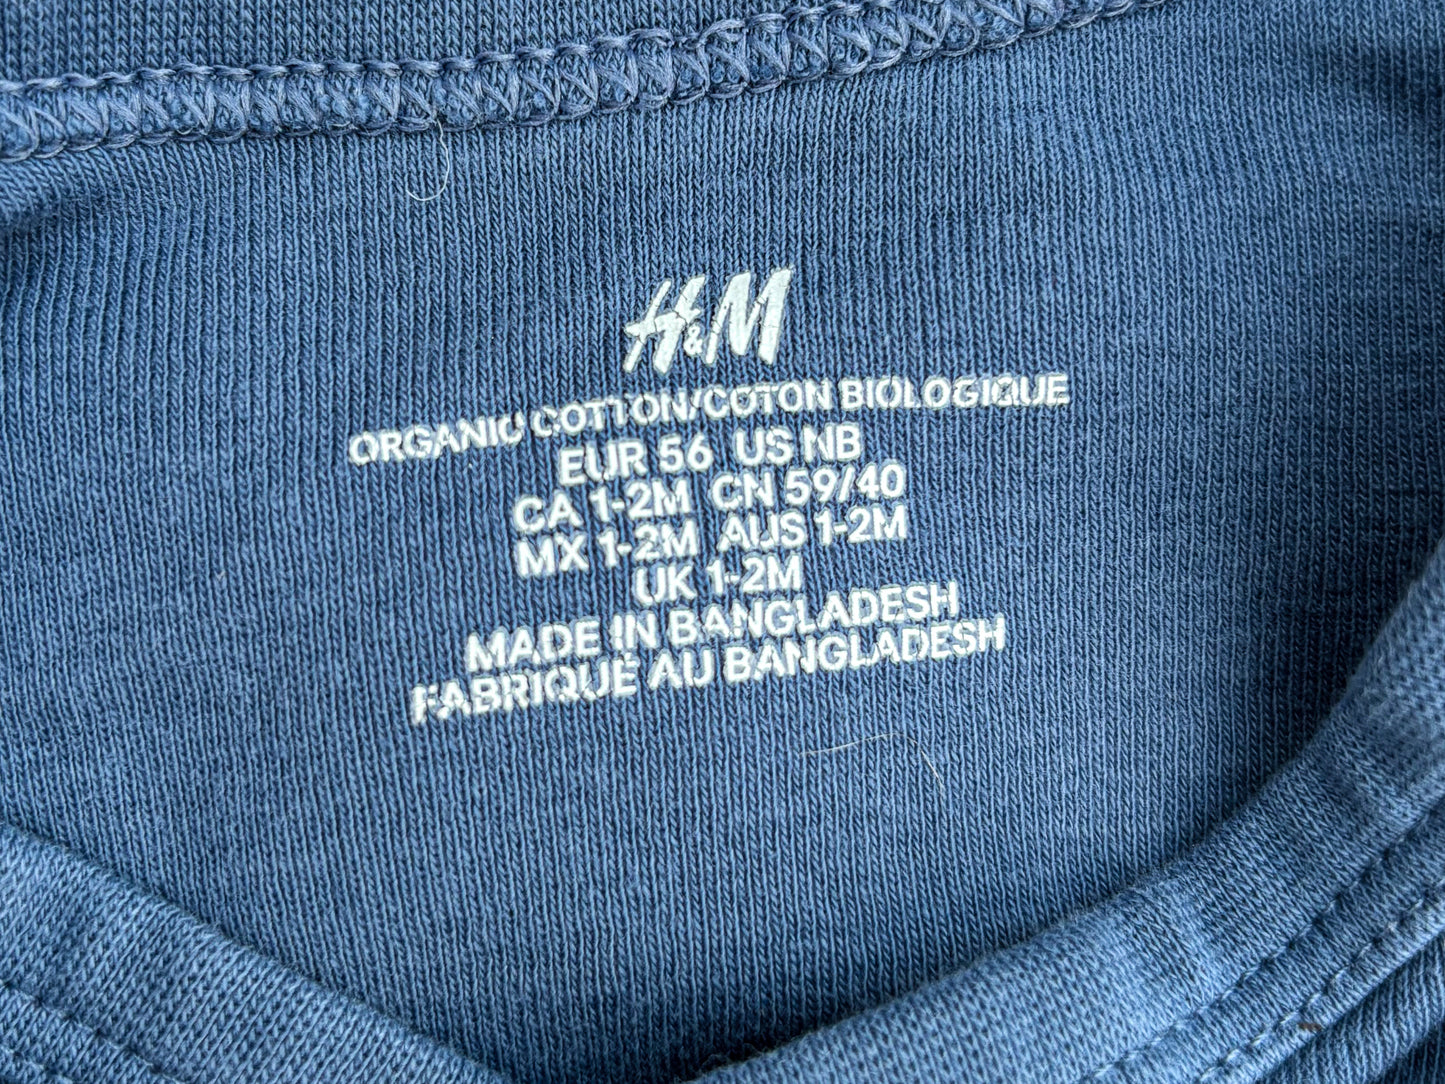 H&M
ORGANIC COTTON/COTON BIOLOGIQUE
EUR 56 US NB
CA 1-2M CN 59/40
MX 1-2M AUS 1-2M
UK 1-2M
MADE IN BANGLADESH
FABRIQUÉ AU BANGLADESH